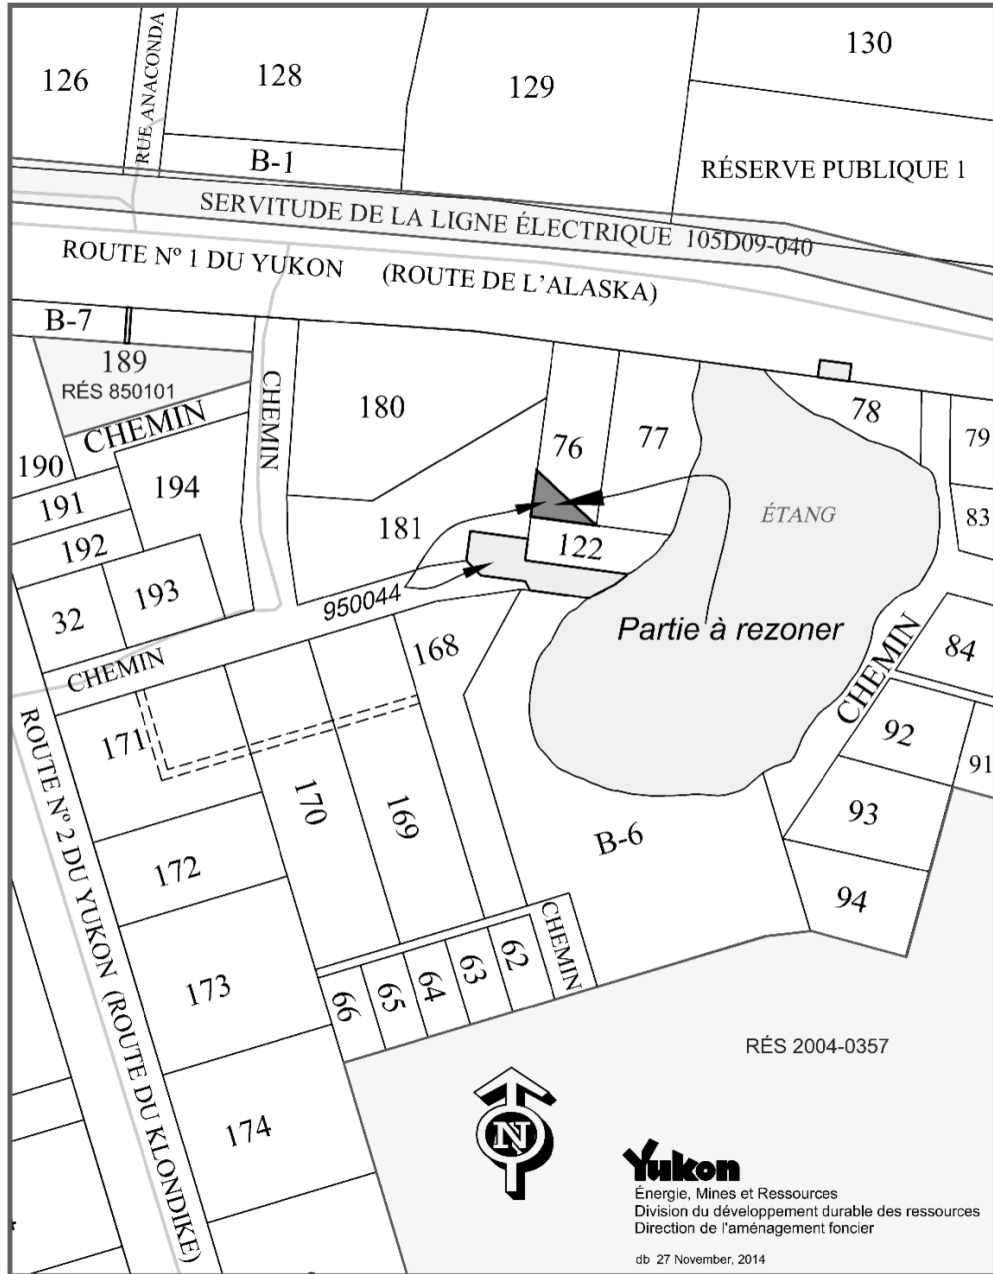 126
RUE ANACONDA
128
129
130
B-1
RÉSERVE PUBLIQUE 1
SERVITUDE DE LA LIGNE ÉLECTRIQUE 105D09-040
ROUTE Nº 1 DU YUKON (ROUTE DE L'ALASKA)
B-7
189
RÉS 850101
CHEMIN
CHEMIN
180
76
77
78
79
190
191
194
181
122
ÉTANG
83
192
193
32
950044
Partie à rezoner
CHEMIN
168
CHEMIN
84
171
92
91
ROUTE Nº 2 DU YUKON (ROUTE DU KLONDIKE)
170
169
93
B-6
172
94
CHEMIN
62
63
64
65
66
173
RÉS 2004-0357
174
N
Yukon
Énergie, Mines et Ressources
Division du développement durable des ressources
Direction de l'aménagement foncier
db 27 November, 2014